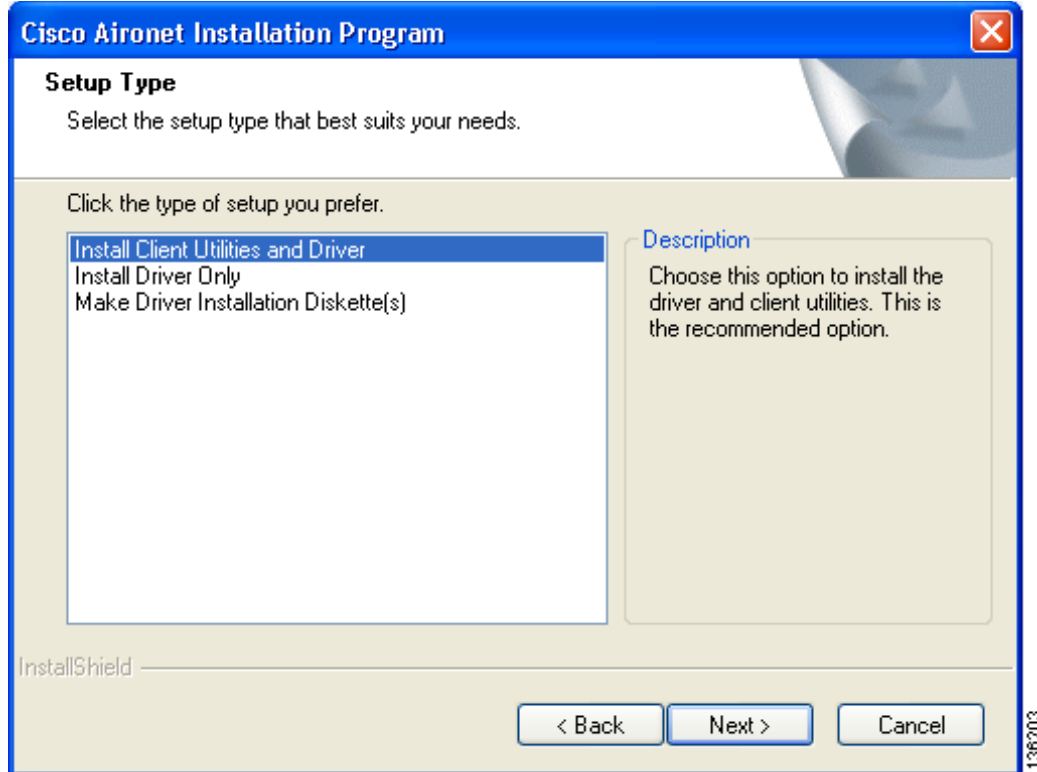 Cisco Aironet Installation Program
Setup Type
Select the setup type that best suits your needs.
Click the type of setup you prefer.
Install Client Utilities and Driver
Install Driver Only
Make Driver Installation Diskette(s)
Description
Choose this option to install the
driver and client utilities. This is
the recommended option.
InstallShield
< Back
Next >
Cancel
136203